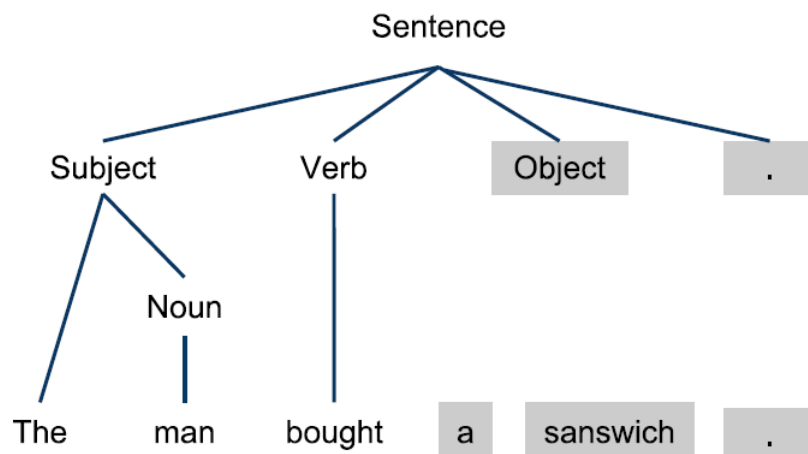 Sentence
Subject Verb Object .
Noun
The man bought a sanswich .